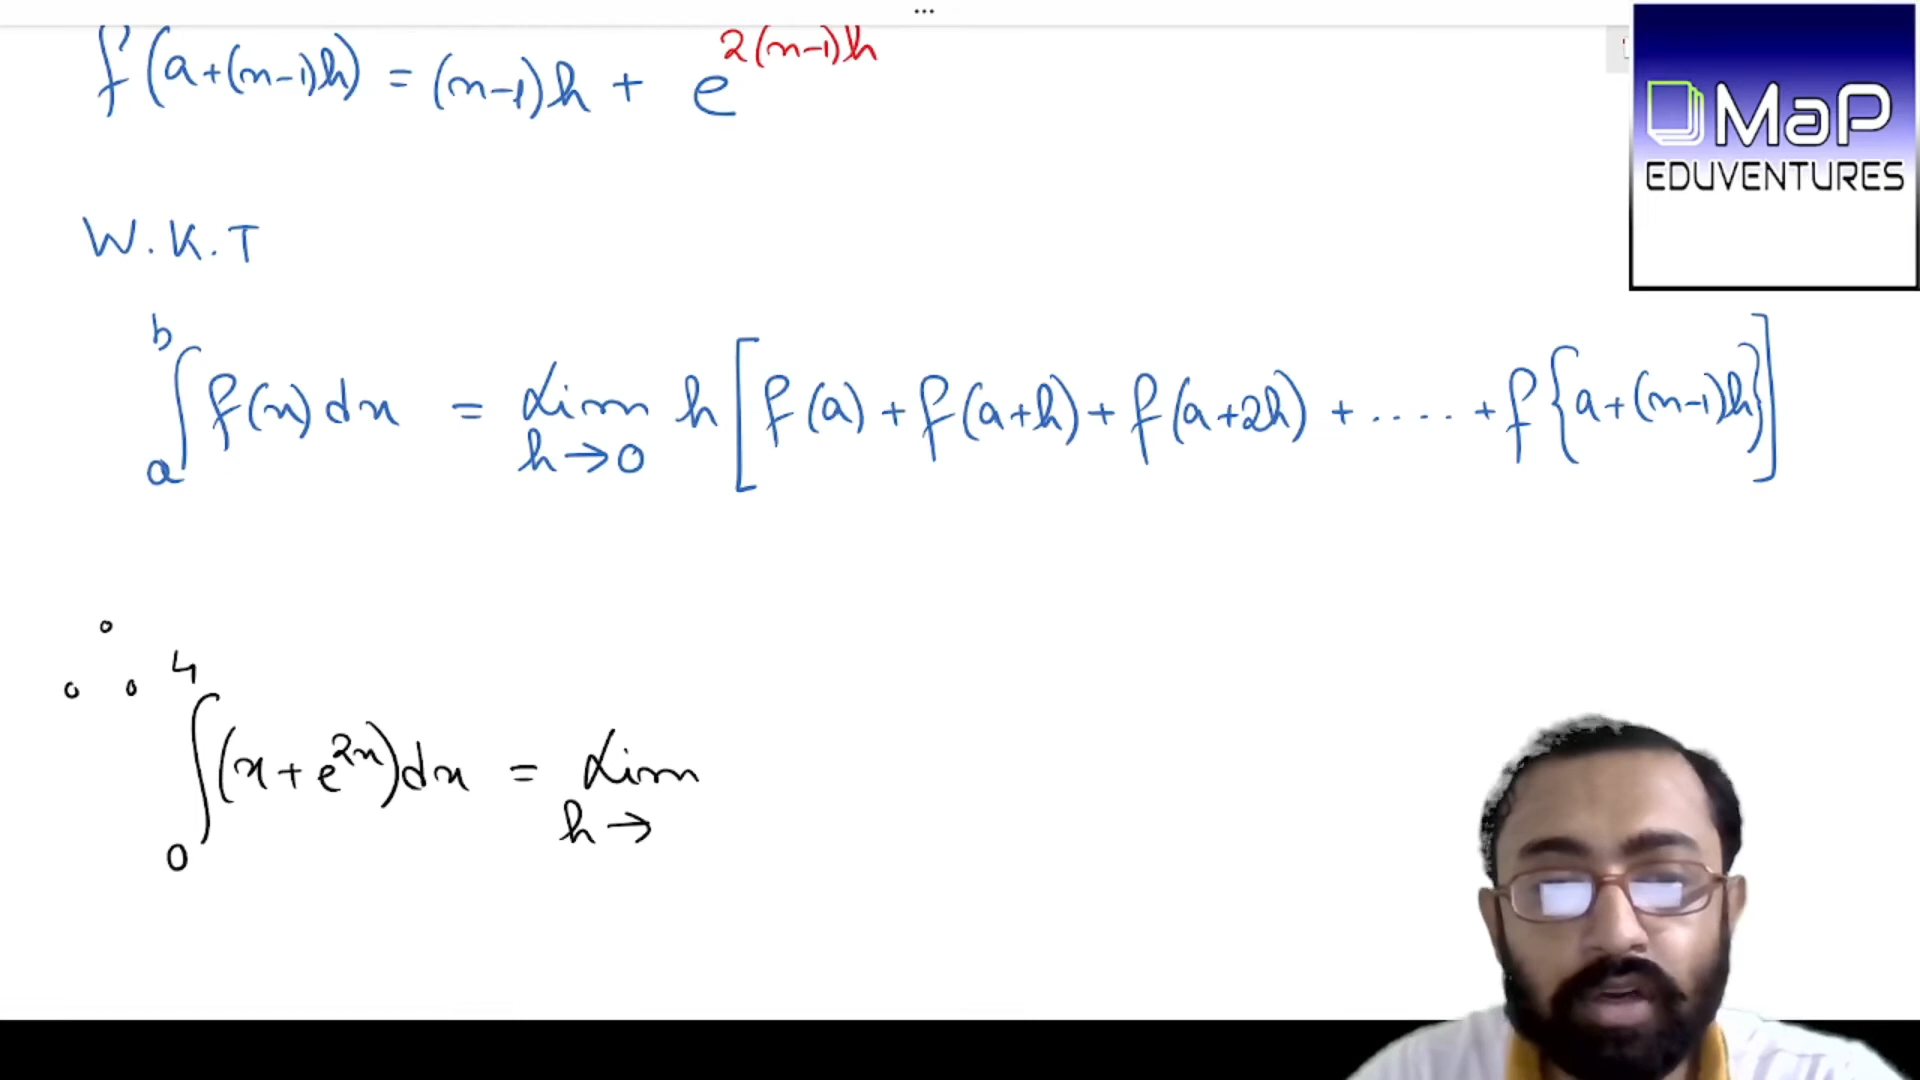 ...
f(a+(n-1)h) = (n-1)h + e^{2(n-1)h}
MaP
EDUVENTURES
W.K.T
∫_a^b f(x)dx = Lim_{h→0} h[f(a)+f(a+h)+f(a+2h)+.....+f{a+(n-1)h}]
∴ ∫_0^4 (x+e^{2x})dx = Lim_{h→}